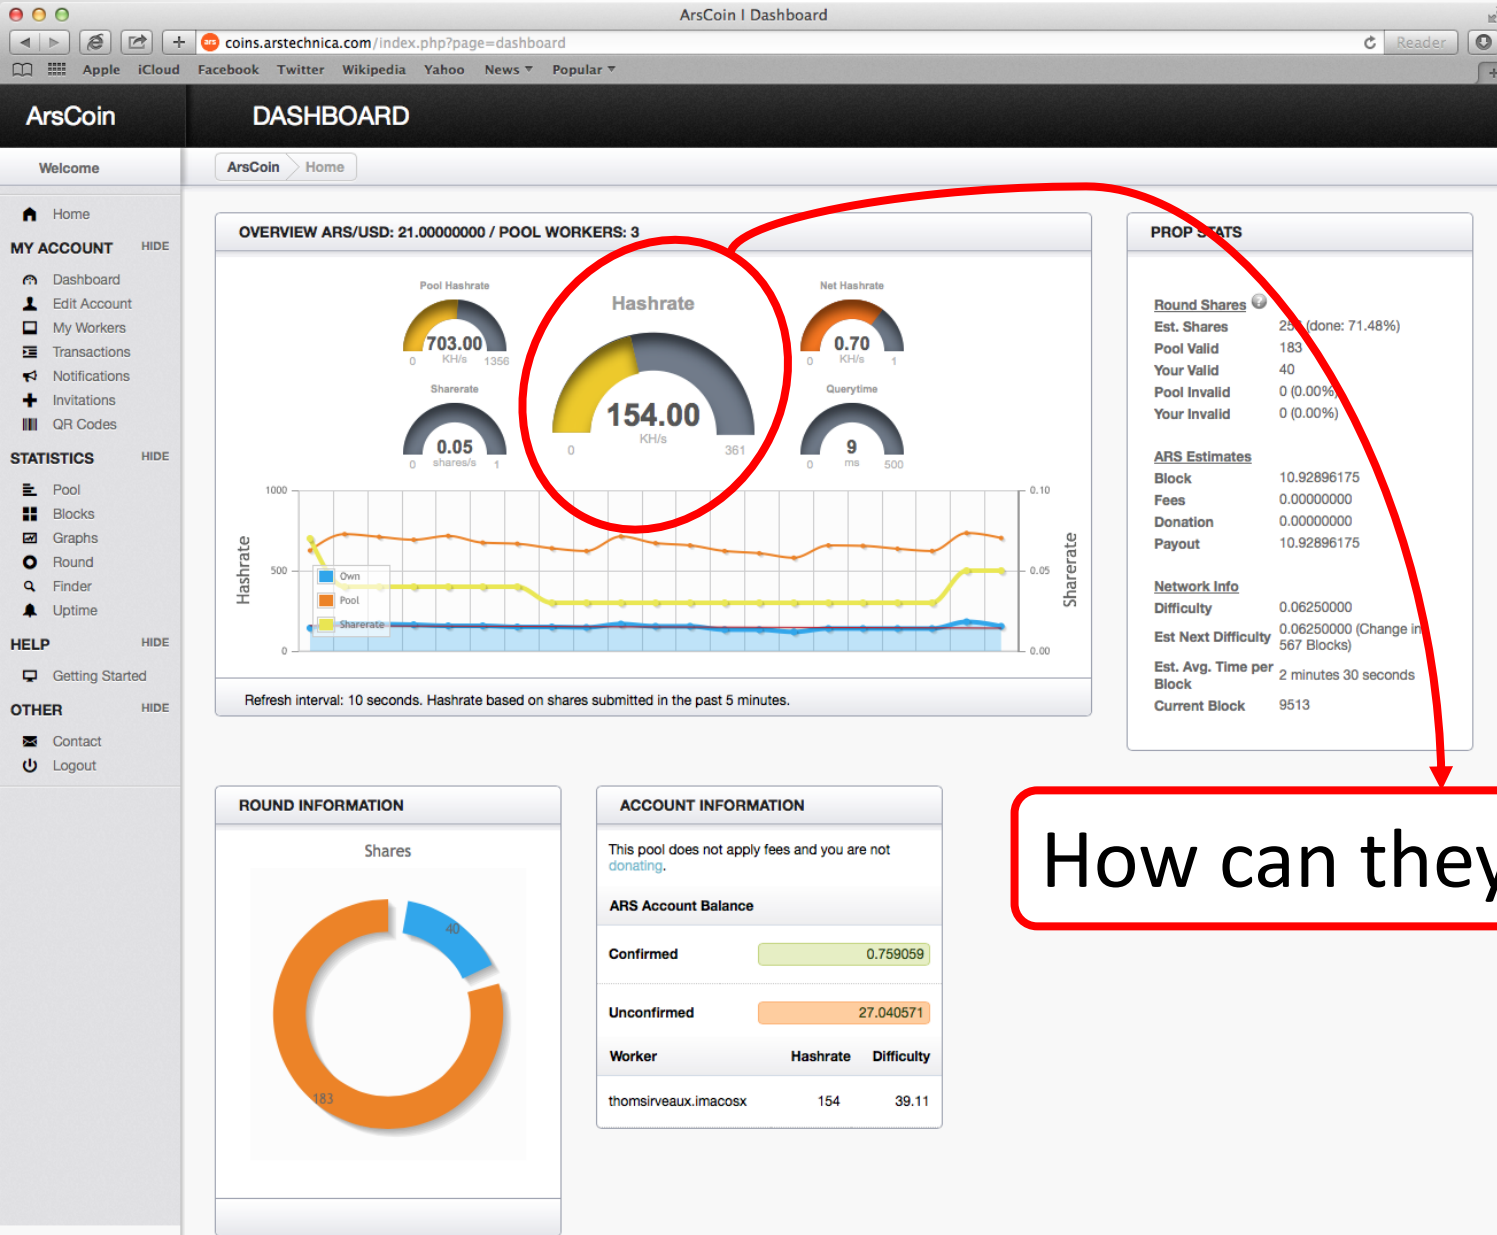 ArsCoin | Dashboard
ars coins.arstechnica.com/index.php?page=dashboard
Reader
Apple iCloud Facebook Twitter Wikipedia Yahoo News Popular
ArsCoin
DASHBOARD
Welcome
ArsCoin Home
Home
MY ACCOUNT HIDE
Dashboard
Edit Account
My Workers
Transactions
Notifications
Invitations
QR Codes
STATISTICS HIDE
Pool
Blocks
Graphs
Round
Finder
Uptime
HELP HIDE
Getting Started
OTHER HIDE
Contact
Logout
OVERVIEW ARS/USD: 21.00000000 / POOL WORKERS: 3
Pool Hashrate
703.00
KH/s
0 1356
Sharerate
0.05
shares/s
0 1
Hashrate
154.00
KH/s
0 361
Net Hashrate
0.70
KH/s
0 1
Querytime
9
ms
0 500
Hashrate
1000
500
0
Own
Pool
Sharerate
0.10
0.05
0.00
Sharerate
Refresh interval: 10 seconds. Hashrate based on shares submitted in the past 5 minutes.
PROP STATS
Round Shares
Est. Shares (done: 71.48%)
Pool Valid 183
Your Valid 40
Pool Invalid 0 (0.00%)
Your Invalid 0 (0.00%)
ARS Estimates
Block 10.92896175
Fees 0.00000000
Donation 0.00000000
Payout 10.92896175
Network Info
Difficulty 0.06250000
Est Next Difficulty 0.06250000 (Change in
567 Blocks)
Est. Avg. Time per
Block 2 minutes 30 seconds
Current Block 9513
ROUND INFORMATION
Shares
40
183
ACCOUNT INFORMATION
This pool does not apply fees and you are not
donating.
ARS Account Balance
Confirmed 0.759059
Unconfirmed 27.040571
Worker Hashrate Difficulty
thomsirveaux.imacosx 154 39.11
How can they